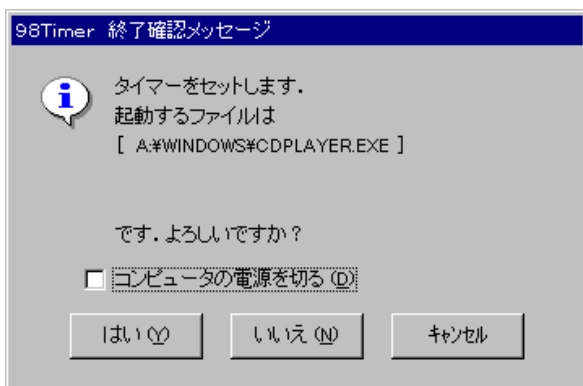 98Timer 終了確認メッセージ
タイマーをセットします.
起動するファイルは
[ A:¥WINDOWS¥CDPLAYER.EXE ]
です.よろしいですか?
コンピュータの電源を切る(D)
はい(Y)
いいえ(N)
キャンセル